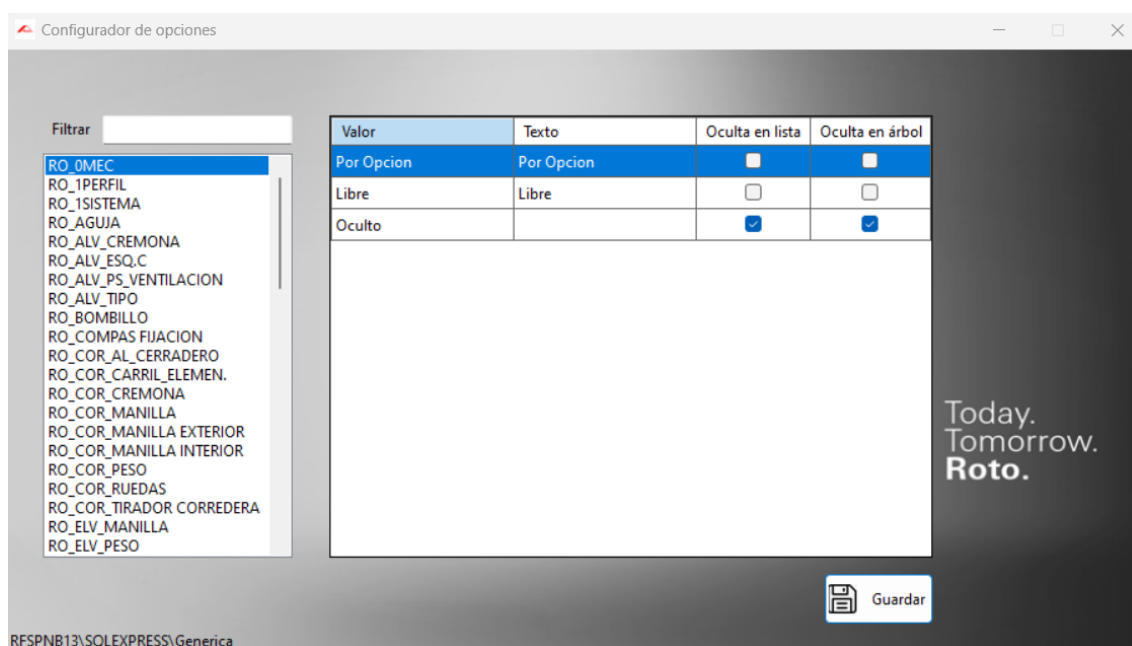 Configurador de opciones
Filtrar
RO_0MEC
RO_1PERFIL
RO_1SISTEMA
RO_AGUJA
RO_ALV_CREMONA
RO_ALV_ESQ.C
RO_ALV_PS_VENTILACION
RO_ALV_TIPO
RO_BOMBILLO
RO_COMPAS FIJACION
RO_COR_AL_CERRADERO
RO_COR_CARRIL_ELEMEN.
RO_COR_CREMONA
RO_COR_MANILLA
RO_COR_MANILLA EXTERIOR
RO_COR_MANILLA INTERIOR
RO_COR_PESO
RO_COR_RUEDAS
RO_COR_TIRADOR CORREDERA
RO_ELV_MANILLA
RO_ELV_PESO
Valor Texto Oculta en lista Oculta en árbol
Por Opcion Por Opcion
Libre Libre
Oculto
Today.
Tomorrow.
Roto.
Guardar
RFSPNB13\SQLEXPRESS\Generica